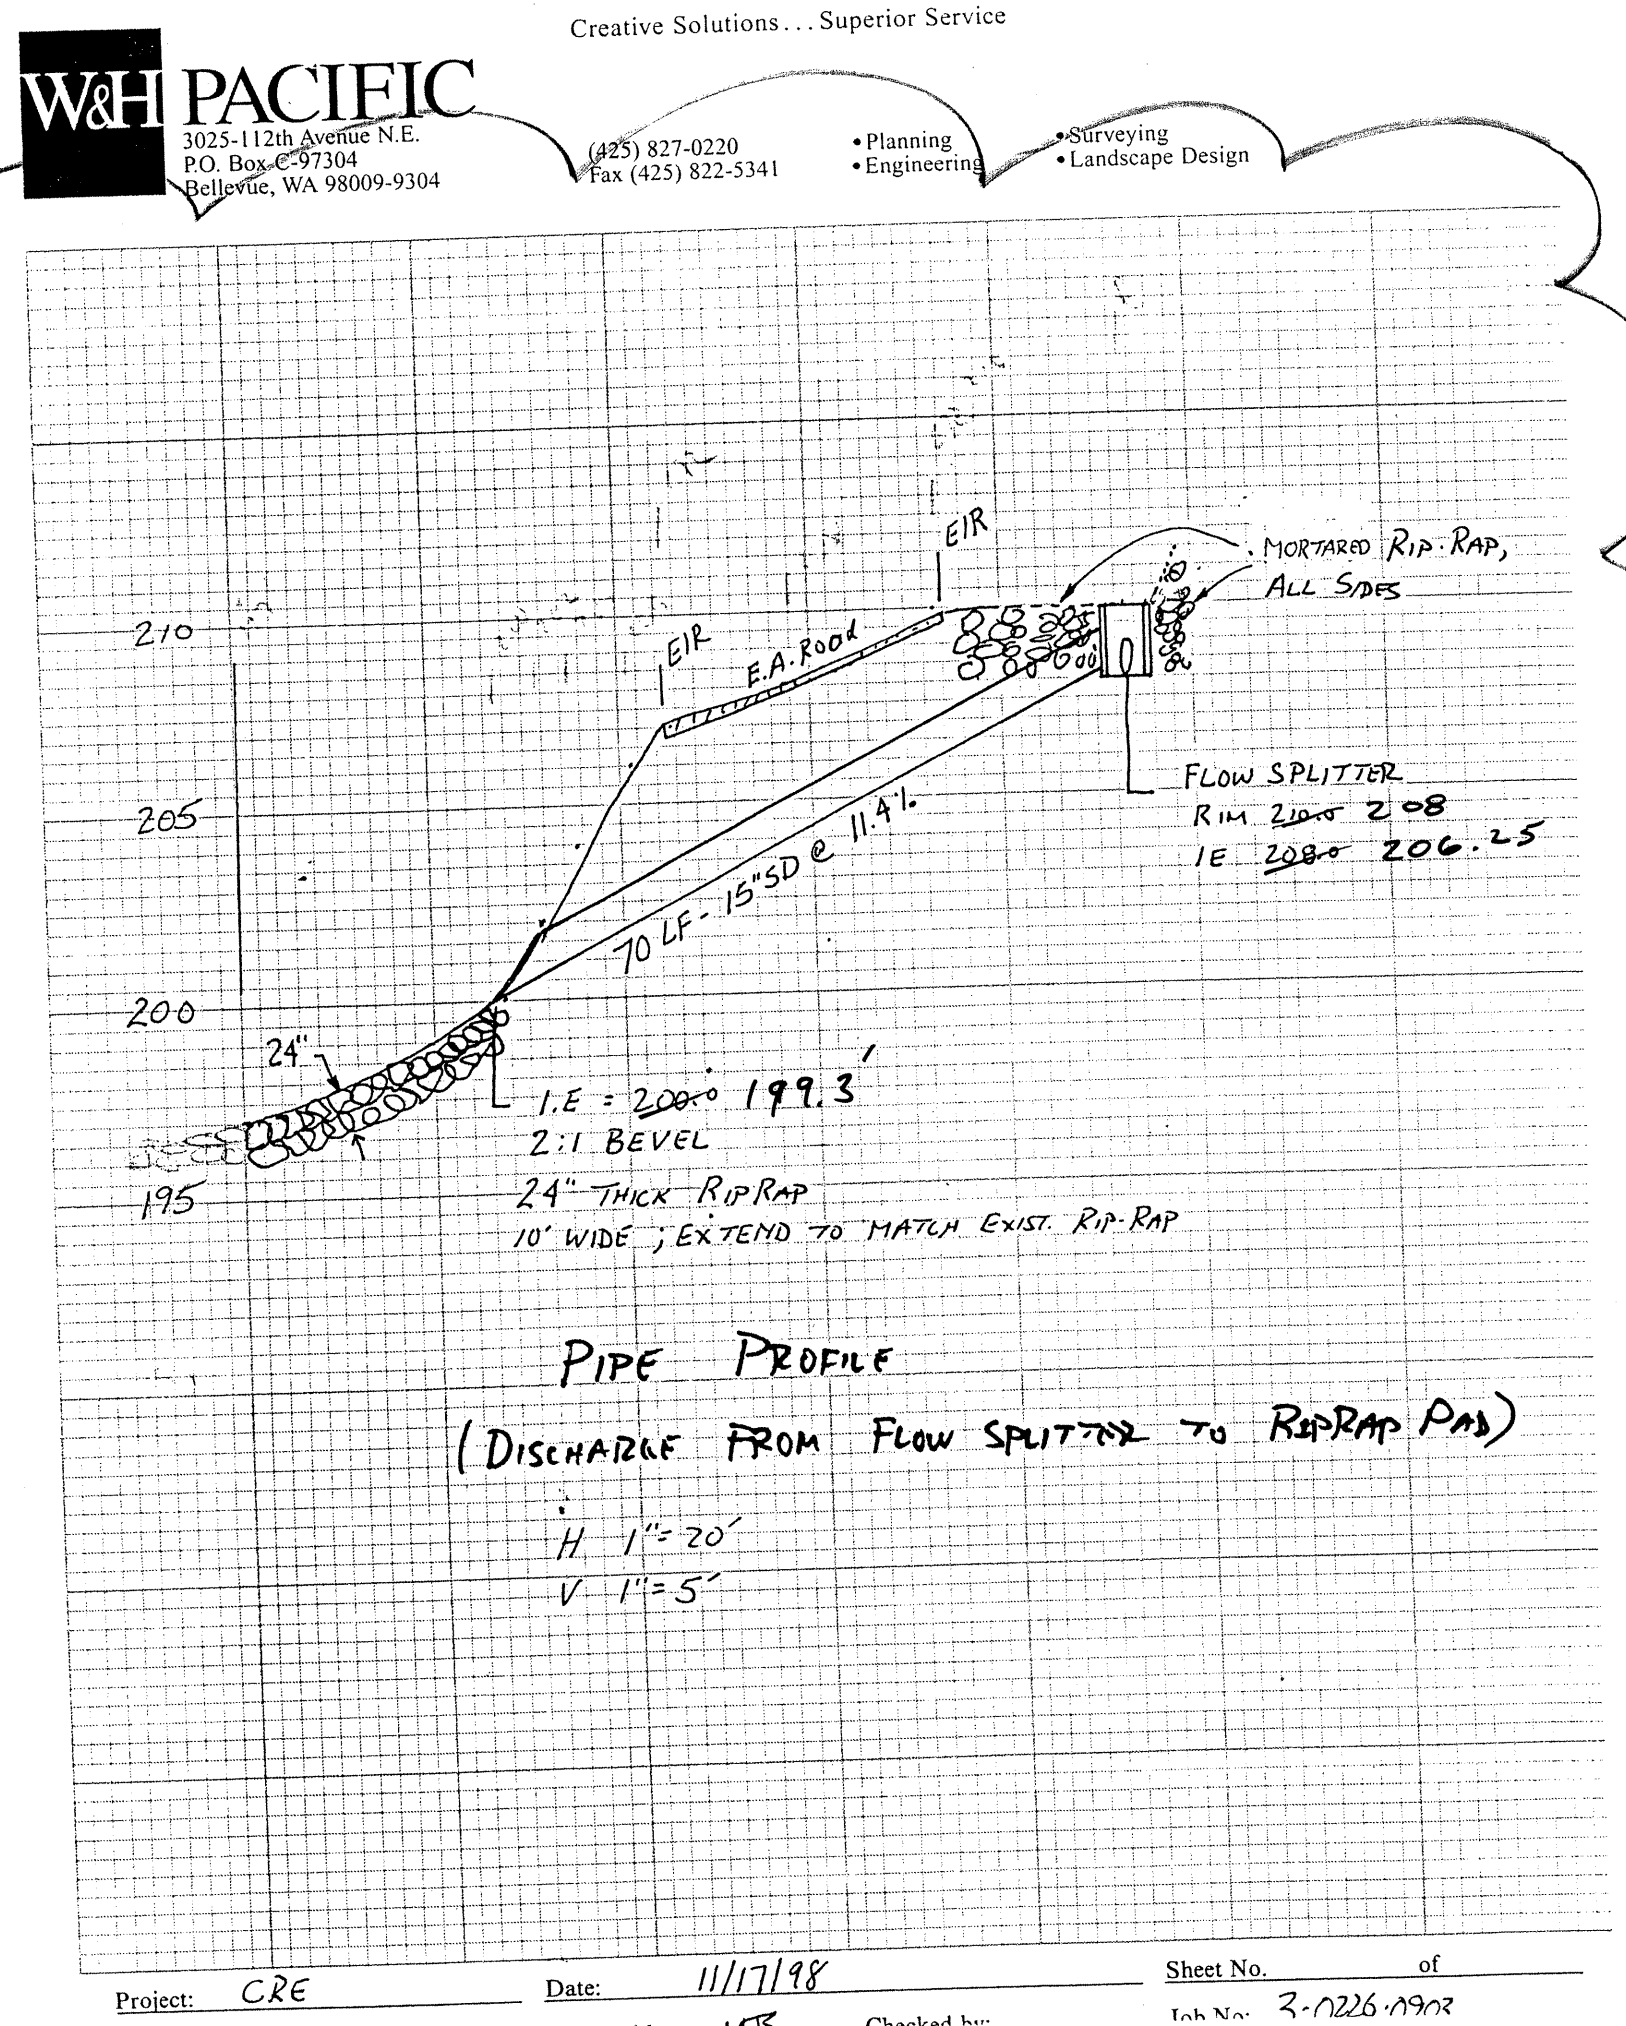 Creative Solutions... Superior Service
W&H PACIFIC
3025-112th Avenue N.E.
P.O. Box C-97304
Bellevue, WA 98009-9304
(425) 827-0220
Fax (425) 822-5341
• Planning
• Engineering
• Surveying
• Landscape Design
E/R
MORTARED RIP-RAP,
ALL SIDES
210
E/R
E.A. Road
FLOW SPLITTER
RIM 210.0 208
IE 208.0 206.25
205
70 LF - 15" SD @ 11.4%
200
24"
I.E = 200.0 199.3'
2:1 BEVEL
195
24" THICK RIPRAP
10' WIDE ; EXTEND TO MATCH EXIST. RIP-RAP
PIPE PROFILE
(DISCHARGE FROM FLOW SPLITTER TO RIPRAP PAD)
H 1"=20'
V 1"=5'
Project: CRE
Date: 11/17/98
Sheet No. of
Checked by:
Job No: 3-0226-0903